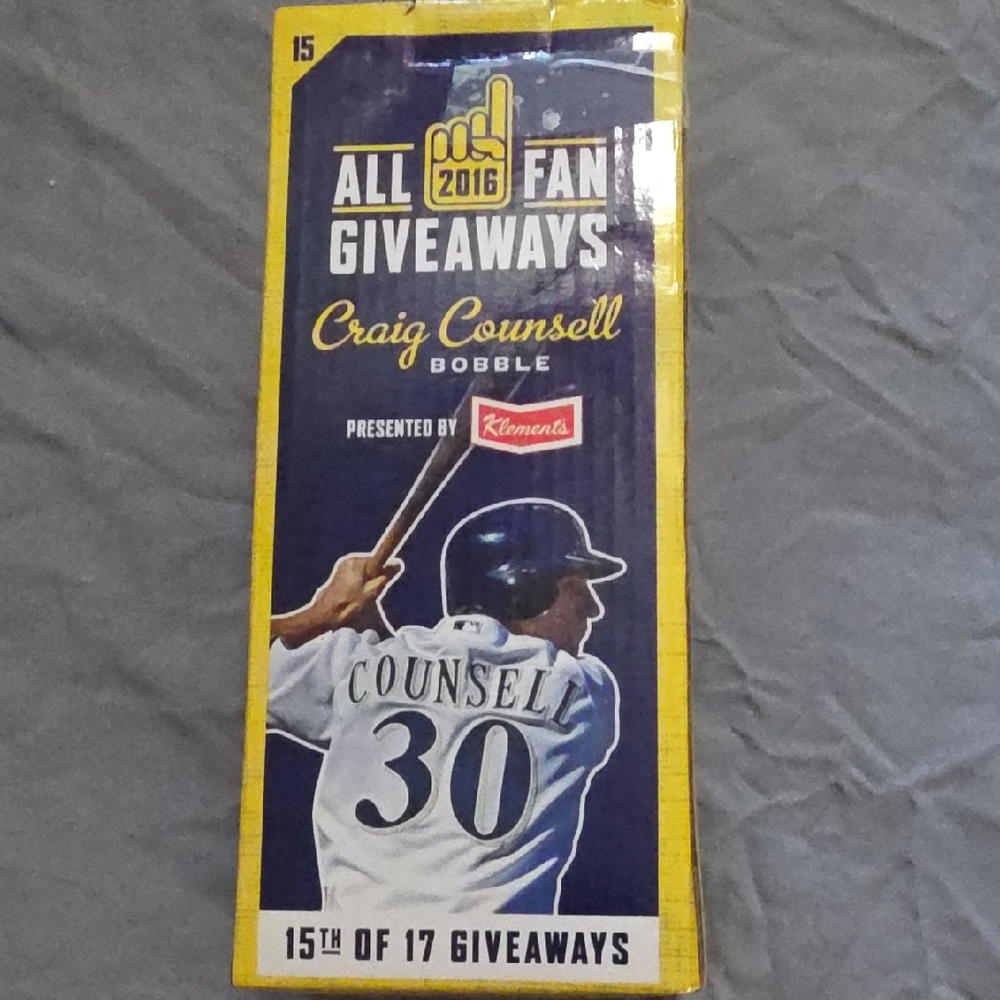 15
ALL 2016 FAN
GIVEAWAYS
Craig Counsell
BOBBLE
PRESENTED BY Klement's
COUNSELL
30
15TH OF 17 GIVEAWAYS